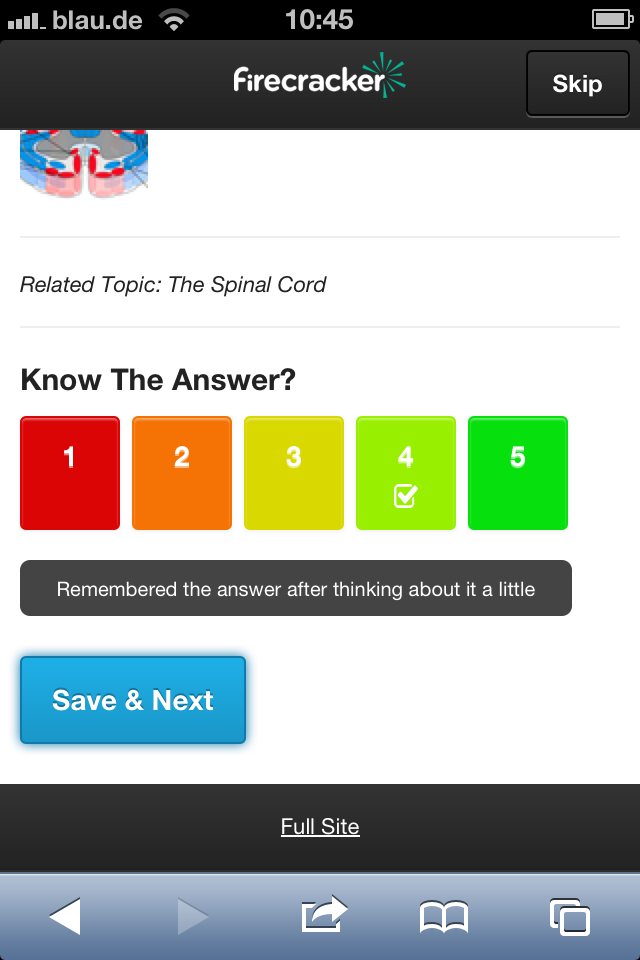 blau.de 10:45
Firecracker
Skip
Related Topic: The Spinal Cord
Know The Answer?
1 2 3 4 5
Remembered the answer after thinking about it a little
Save & Next
Full Site